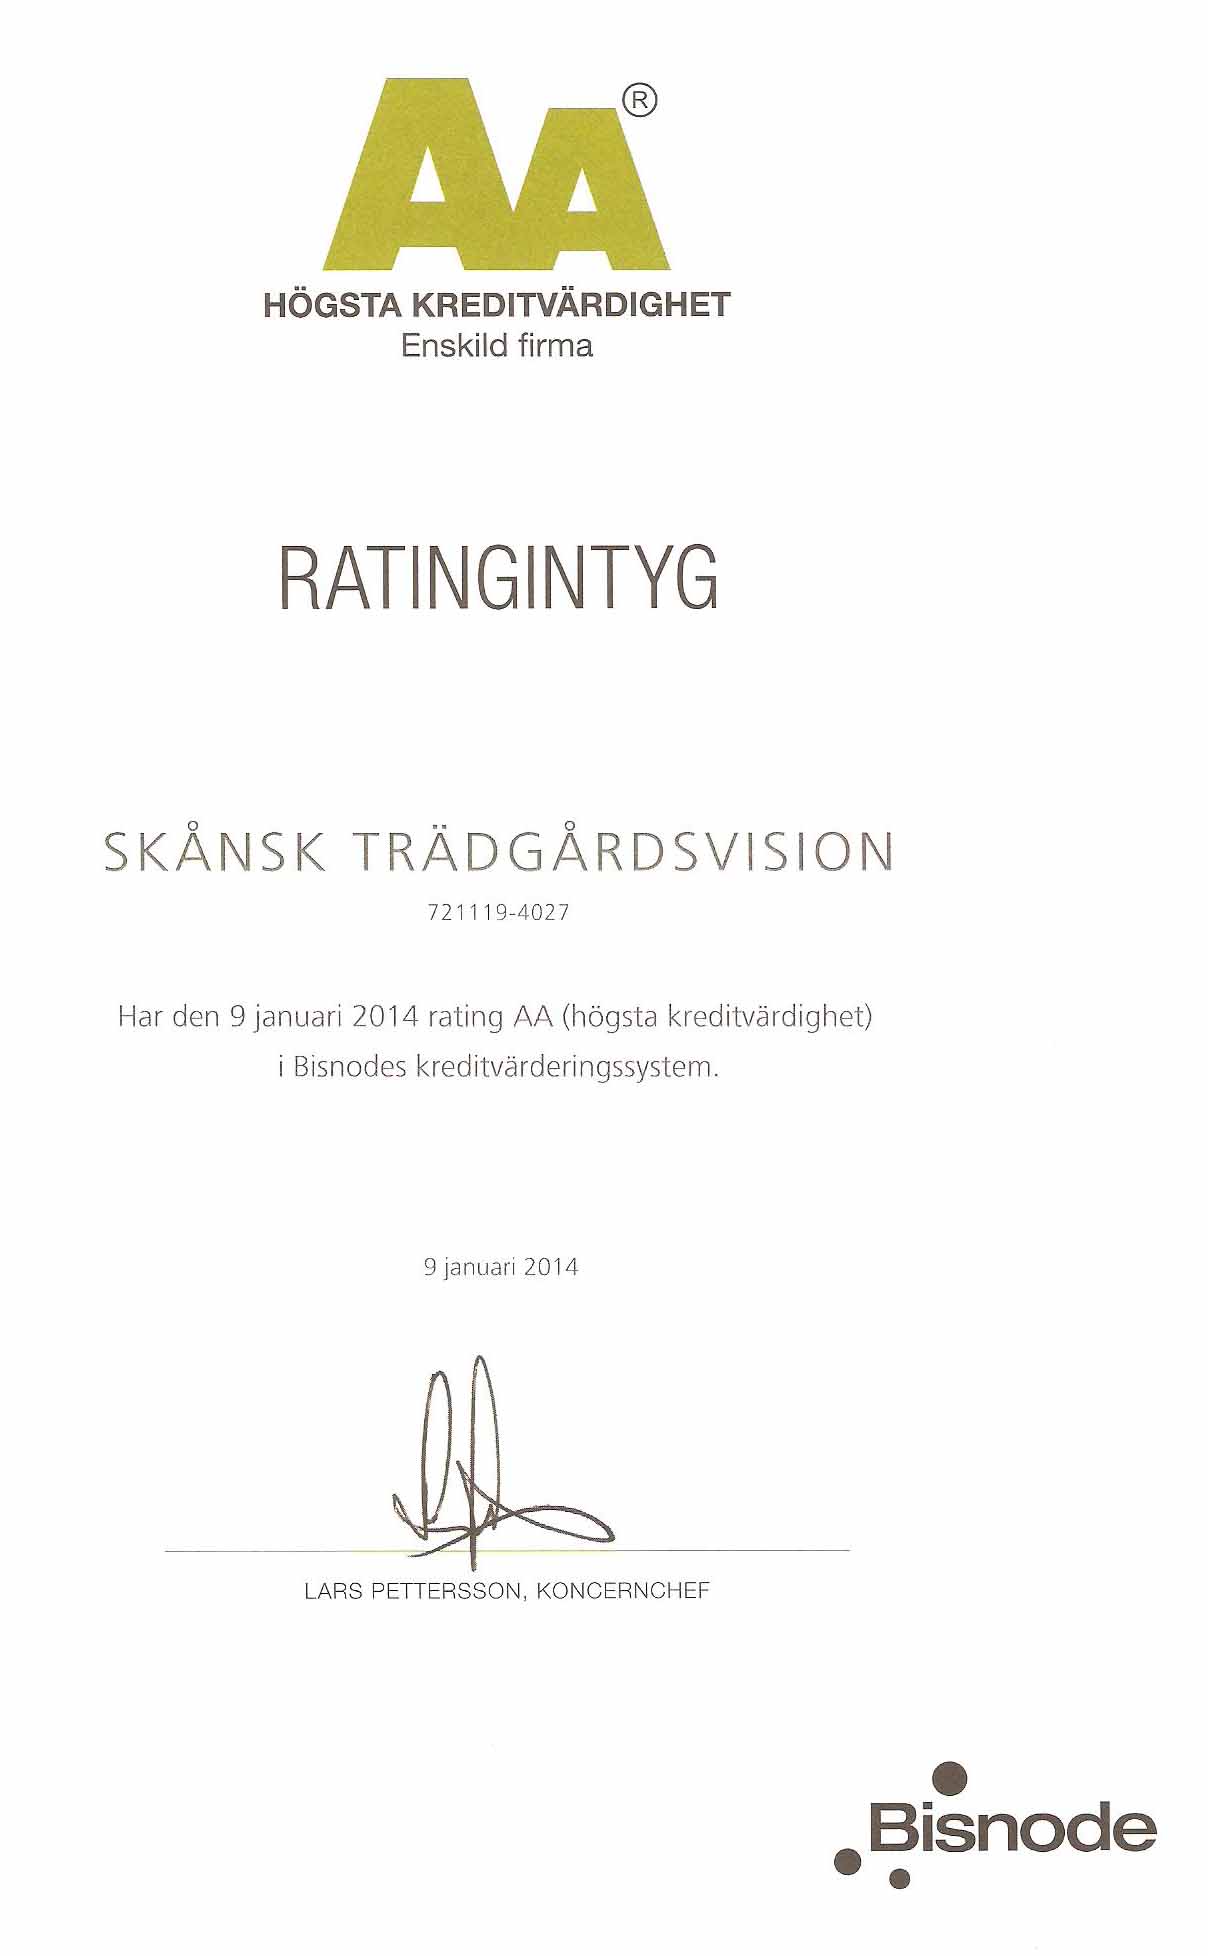 AA®
HÖGSTA KREDITVÄRDIGHET
Enskild firma
RATINGINTYG
SKÅNSK TRÄDGÅRDSVISION
721119-4027
Har den 9 januari 2014 rating AA (högsta kreditvärdighet)
i Bisnodes kreditvärderingssystem.
9 januari 2014
LARS PETTERSSON, KONCERNCHEF
Bisnode